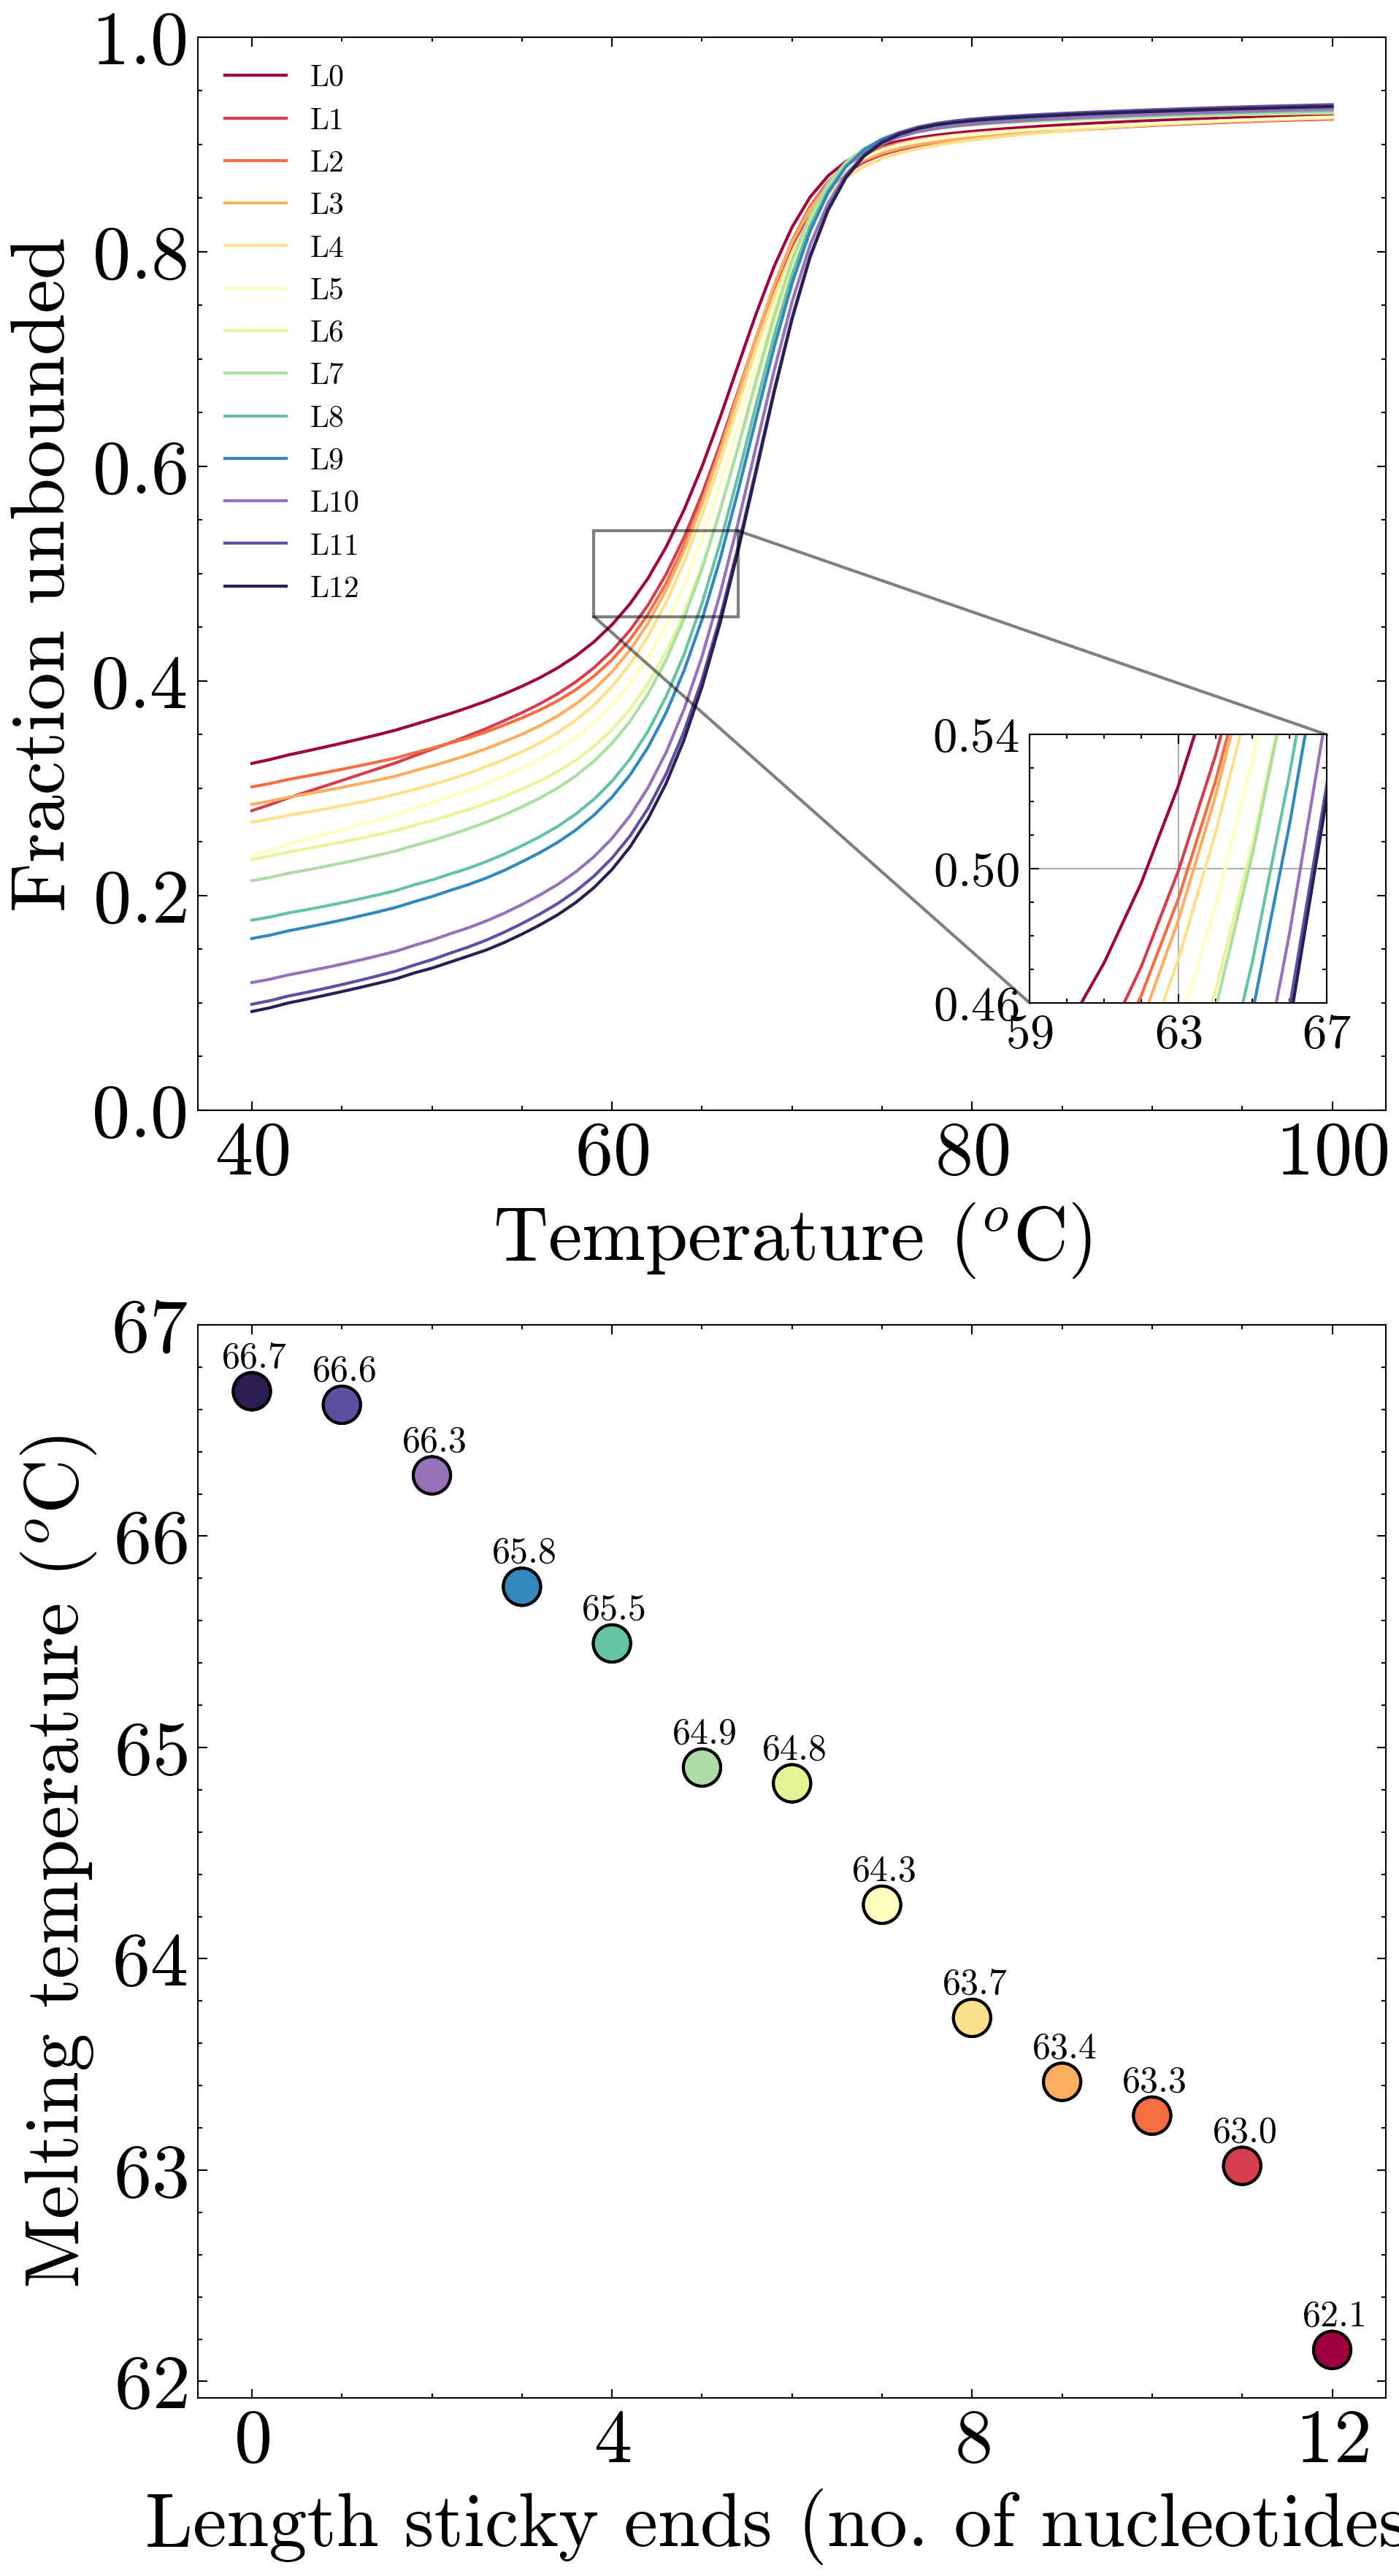 1.0
0.8
0.6
0.4
0.2
0.0
Fraction unbounded
L0
L1
L2
L3
L4
L5
L6
L7
L8
L9
L10
L11
L12
0.54
0.50
0.46
59 63 67
40 60 80 100
Temperature (°C)
67
66
65
64
63
62
Melting temperature (°C)
66.7
66.6
66.3
65.8
65.5
64.9
64.8
64.3
63.7
63.4
63.3
63.0
62.1
0 4 8 12
Length sticky ends (no. of nucleotides